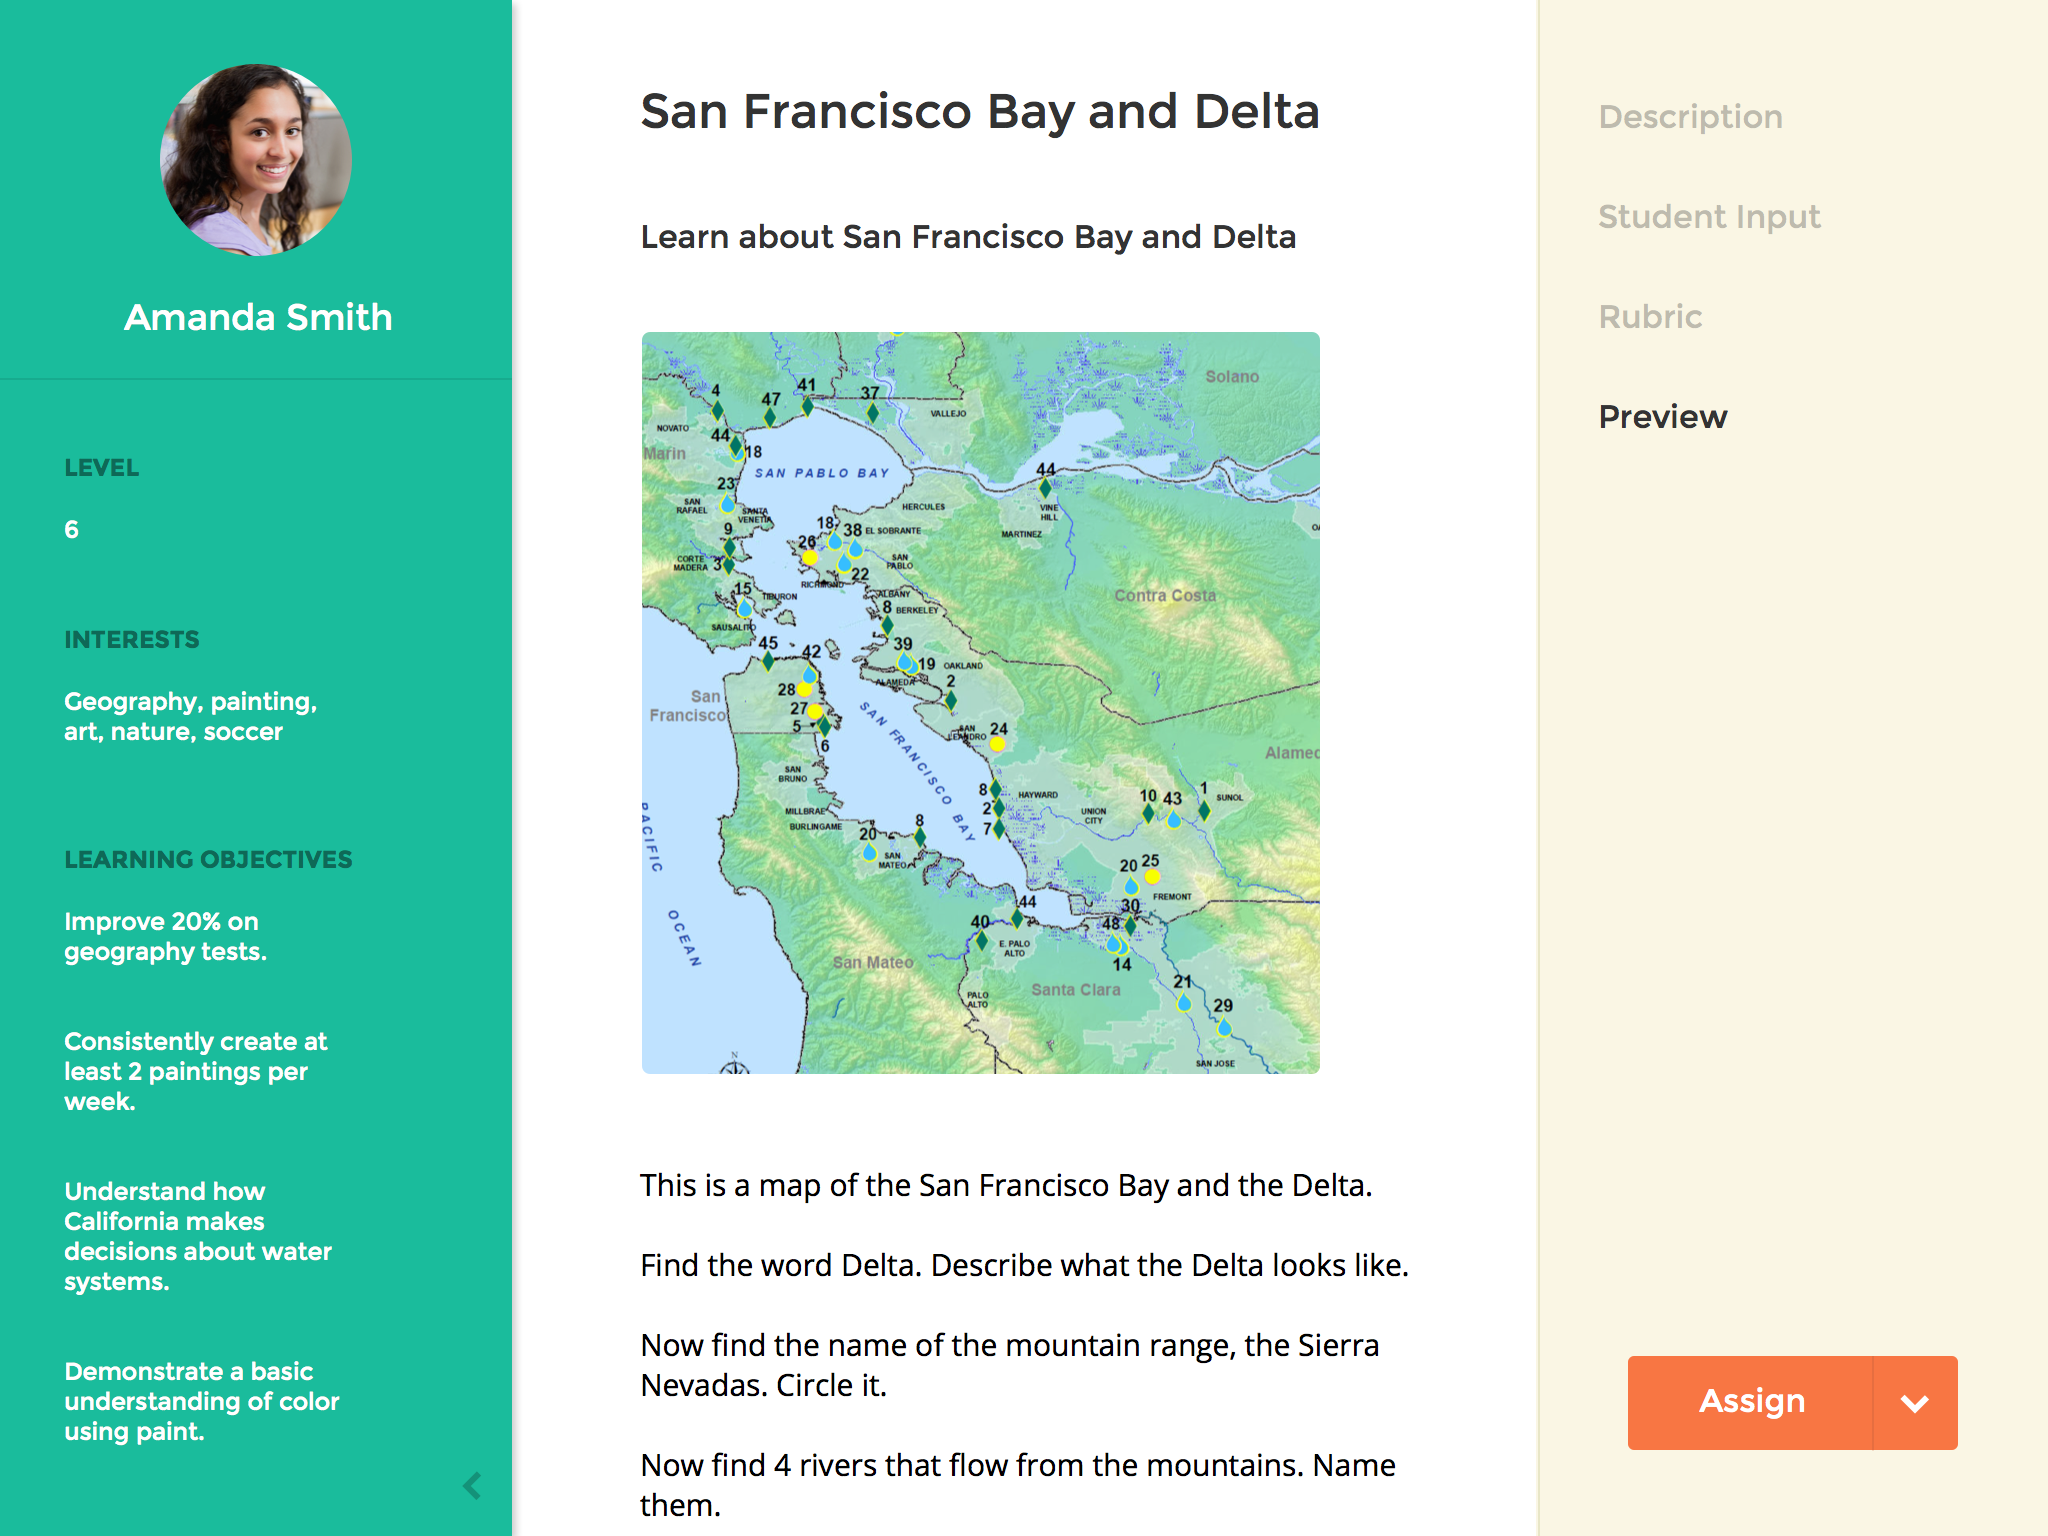 Amanda Smith
LEVEL
6
INTERESTS
Geography, painting,
art, nature, soccer
LEARNING OBJECTIVES
Improve 20% on
geography tests.
Consistently create at
least 2 paintings per
week.
Understand how
California makes
decisions about water
systems.
Demonstrate a basic
understanding of color
using paint.
San Francisco Bay and Delta
Learn about San Francisco Bay and Delta
Solano
4
47
41
37
VALLEJO
NOVATO
44
18
Marin
SAN PABLO BAY
44
23
SAN
RAFAEL
SANTA
VENETIA
HERCULES
VINE
HILL
9
18
38
EL SOBRANTE
MARTINEZ
26
CORTE
MADERA
3
SAN
PABLO
22
RICHMOND
15
TIBURON
ALBANY
8
BERKELEY
Contra Costa
SAUSALITO
45
42
39
19
OAKLAND
ALAMEDA
2
28
San
Francisco
27
5
6
SAN
LEANDRO
24
SAN FRANCISCO BAY
Alamed
SAN
BRUNO
8
HAYWARD
10
43
1
SUNOL
MILLBRAE
2
UNION
CITY
BURLINGAME
20
8
7
PACIFIC
OCEAN
SAN
MATEO
20
25
FREMONT
44
30
40
48
E. PALO
ALTO
14
San Mateo
Santa Clara
21
PALO
ALTO
29
N
SAN JOSE
This is a map of the San Francisco Bay and the Delta.
Find the word Delta. Describe what the Delta looks like.
Now find the name of the mountain range, the Sierra
Nevadas. Circle it.
Now find 4 rivers that flow from the mountains. Name
them.
Description
Student Input
Rubric
Preview
Assign